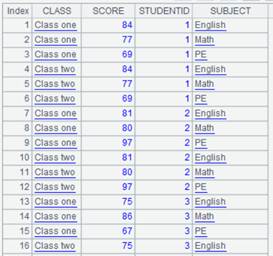 Index CLASS SCORE STUDENTID SUBJECT
1 Class one 84 1 English
2 Class one 77 1 Math
3 Class one 69 1 PE
4 Class two 84 1 English
5 Class two 77 1 Math
6 Class two 69 1 PE
7 Class one 81 2 English
8 Class one 80 2 Math
9 Class one 97 2 PE
10 Class two 81 2 English
11 Class two 80 2 Math
12 Class two 97 2 PE
13 Class one 75 3 English
14 Class one 86 3 Math
15 Class one 67 3 PE
16 Class two 75 3 English